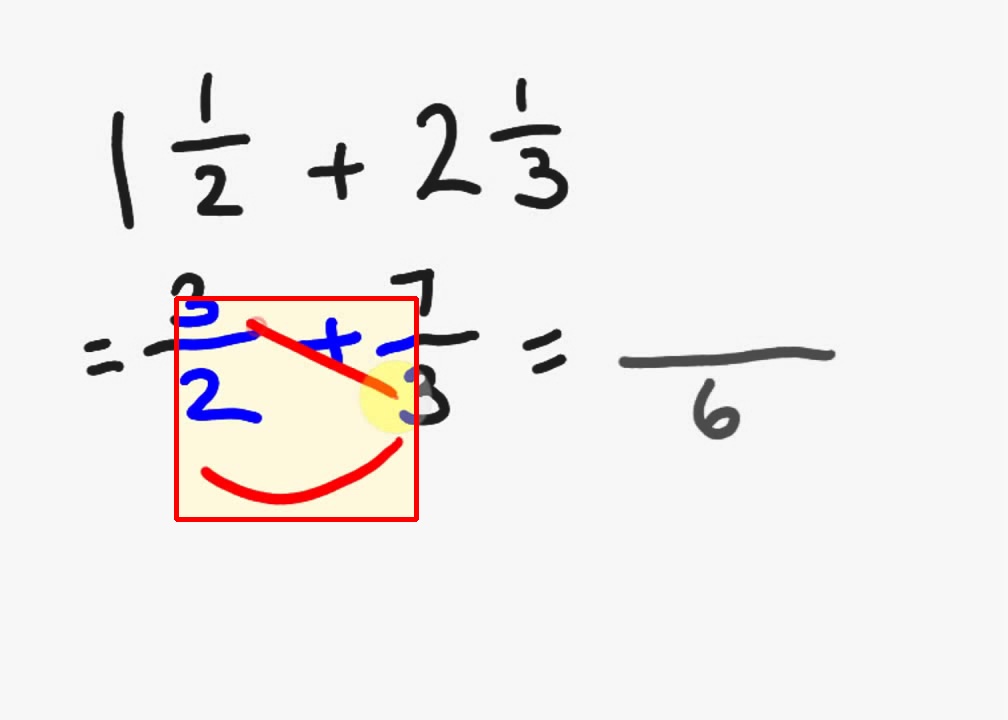 1 1/2 + 2 1/3
= 3/2 + 7/3 = /6